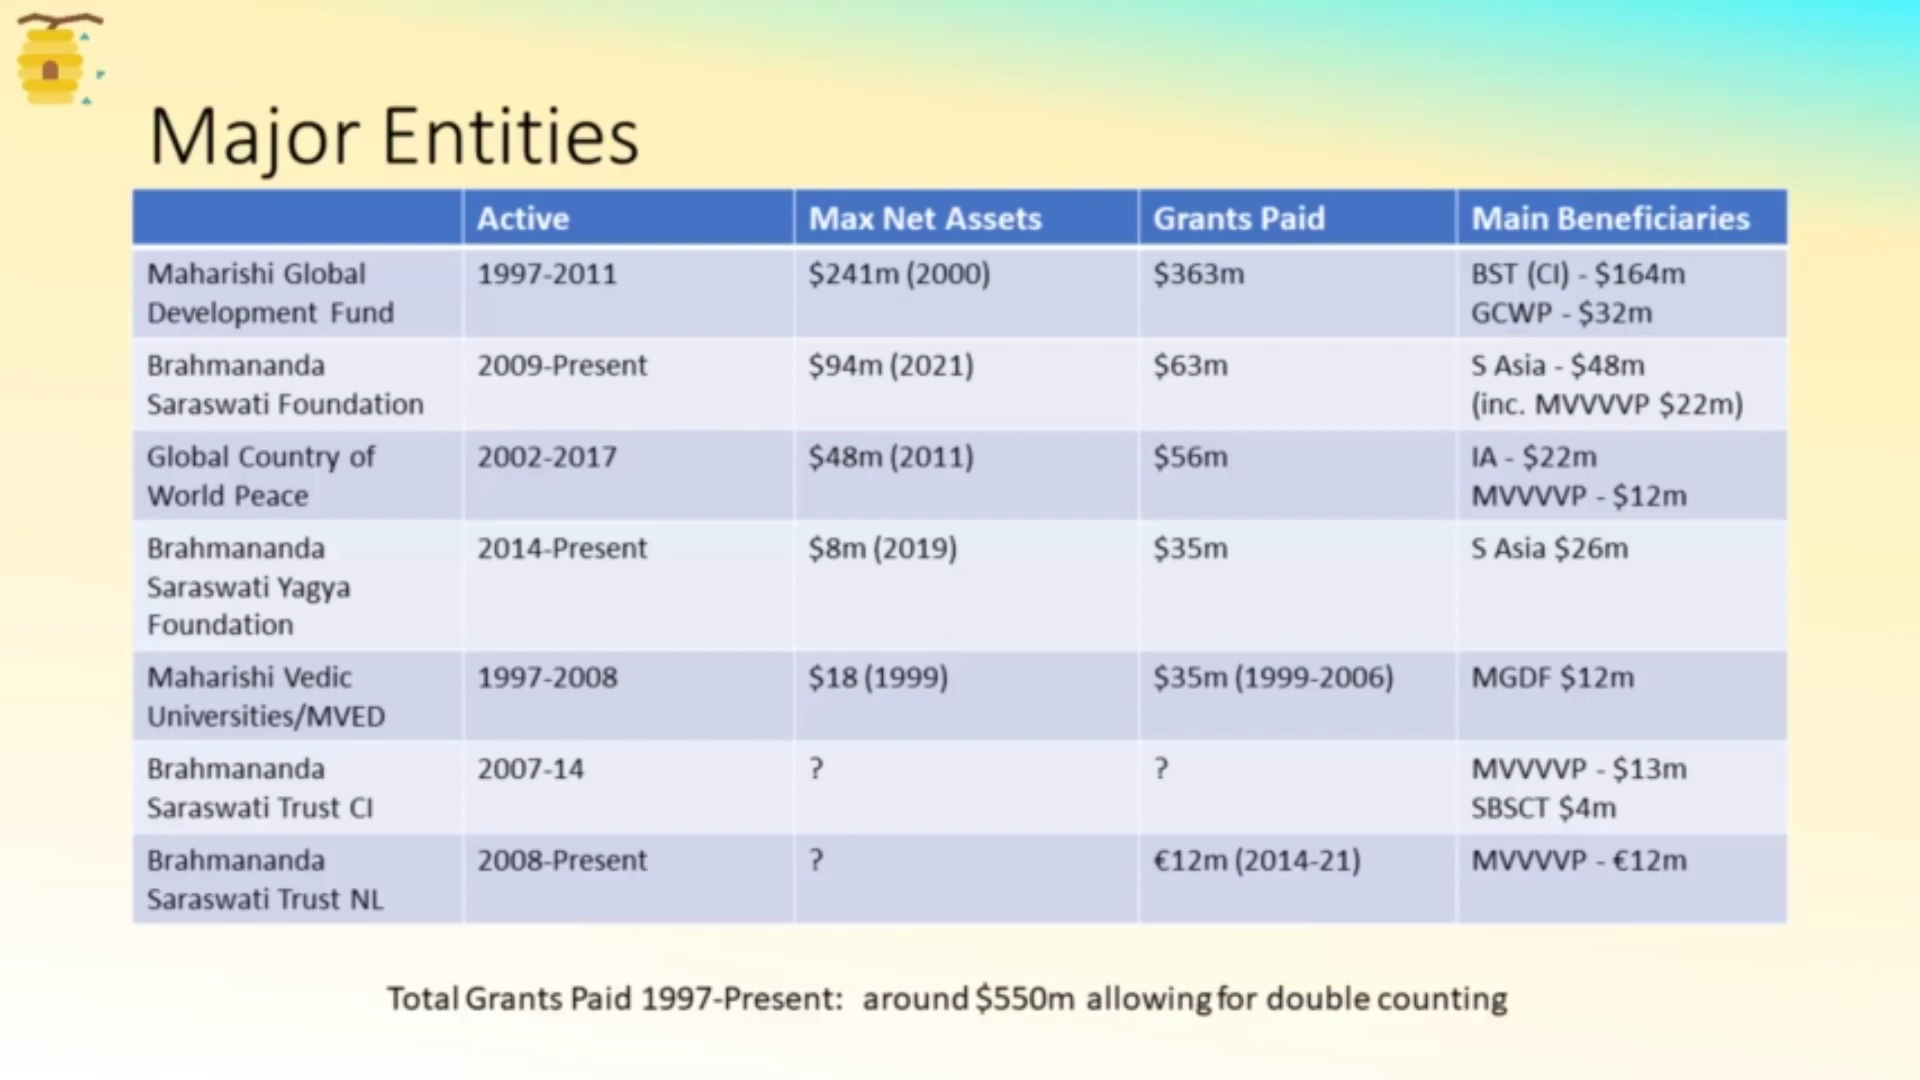 Major Entities
Active Max Net Assets Grants Paid Main Beneficiaries
Maharishi Global 1997-2011 $241m (2000) $363m BST (CI) - $164m
Development Fund GCWP - $32m
Brahmananda 2009-Present $94m (2021) $63m S Asia - $48m
Saraswati Foundation (inc. MVVVVP $22m)
Global Country of 2002-2017 $48m (2011) $56m IA - $22m
World Peace MVVVVP - $12m
Brahmananda 2014-Present $8m (2019) $35m S Asia $26m
Saraswati Yagya
Foundation
Maharishi Vedic 1997-2008 $18 (1999) $35m (1999-2006) MGDF $12m
Universities/MVED
Brahmananda 2007-14 ? ? MVVVVP - $13m
Saraswati Trust CI SBSCT $4m
Brahmananda 2008-Present ? €12m (2014-21) MVVVVP - €12m
Saraswati Trust NL
Total Grants Paid 1997-Present: around $550m allowing for double counting